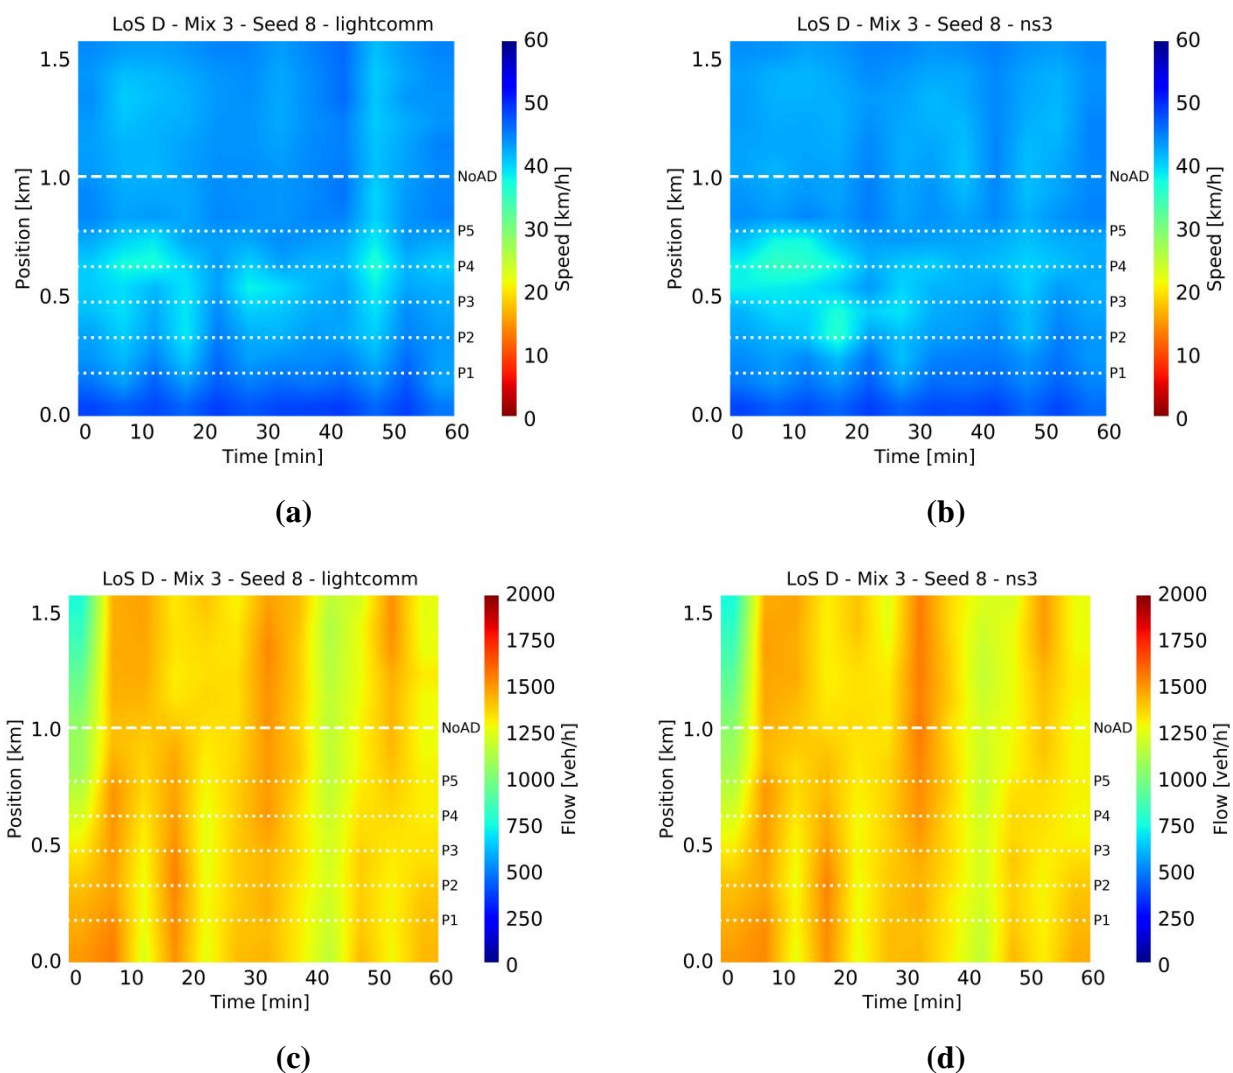 LoS D - Mix 3 - Seed 8 - lightcomm
1.5
1.0
0.5
0.0
Position [km]
0 10 20 30 40 50 60
Time [min]
NoAD
P5
P4
P3
P2
P1
60
50
40
30
20
10
0
Speed [km/h]
(a)
LoS D - Mix 3 - Seed 8 - ns3
1.5
1.0
0.5
0.0
Position [km]
0 10 20 30 40 50 60
Time [min]
NoAD
P5
P4
P3
P2
P1
60
50
40
30
20
10
0
Speed [km/h]
(b)
LoS D - Mix 3 - Seed 8 - lightcomm
1.5
1.0
0.5
0.0
Position [km]
0 10 20 30 40 50 60
Time [min]
NoAD
P5
P4
P3
P2
P1
2000
1750
1500
1250
1000
750
500
250
0
Flow [veh/h]
(c)
LoS D - Mix 3 - Seed 8 - ns3
1.5
1.0
0.5
0.0
Position [km]
0 10 20 30 40 50 60
Time [min]
NoAD
P5
P4
P3
P2
P1
2000
1750
1500
1250
1000
750
500
250
0
Flow [veh/h]
(d)